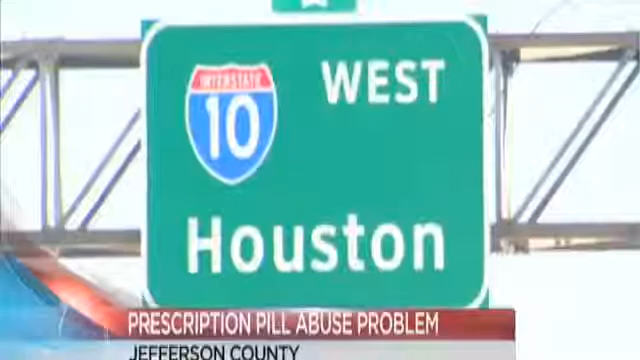 INTERSTATE
10
WEST
Houston
PRESCRIPTION PILL ABUSE PROBLEM
JEFFERSON COUNTY